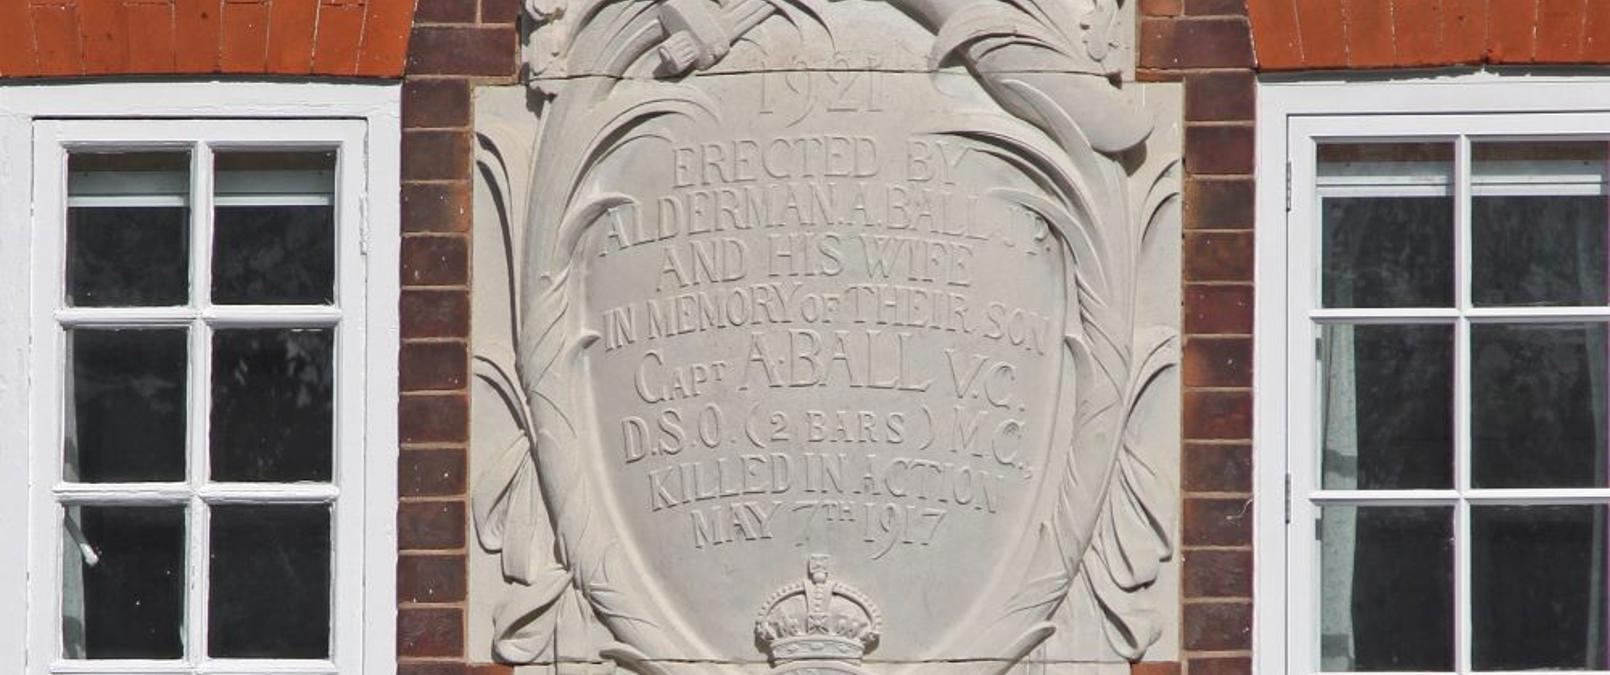 1921
ERECTED BY
ALDERMAN.A.BALL J.P.
AND HIS WIFE
IN MEMORY OF THEIR SON
CAPT A.BALL V.C.
D.S.O. (2 BARS) M.C.,
KILLED IN ACTION
MAY 7TH 1917